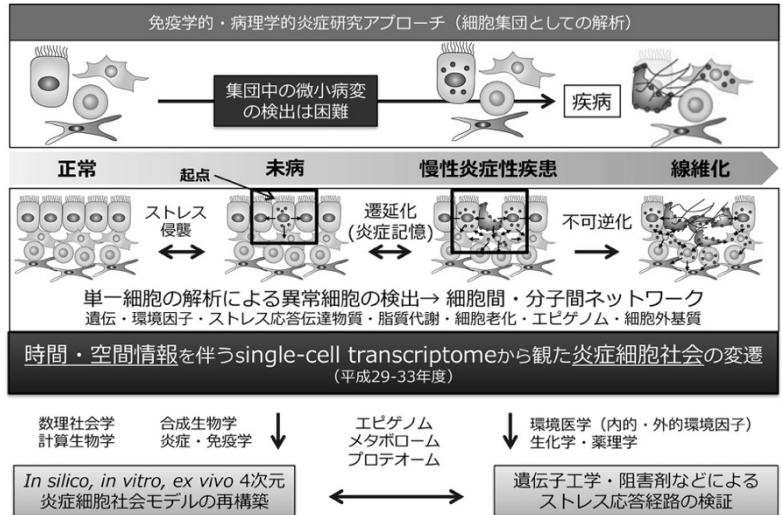 免疫学的・病理学的炎症研究アプローチ（細胞集団としての解析）
集団中の微小病変
の検出は困難
疾病
正常
未病
慢性炎症性疾患
線維化
起点
ストレス
侵襲
遷延化
(炎症記憶)
不可逆化
単一細胞の解析による異常細胞の検出→ 細胞間・分子間ネットワーク
遺伝・環境因子・ストレス応答伝達物質・脂質代謝・細胞老化・エピゲノム・細胞外基質
時間・空間情報を伴うsingle-cell transcriptomeから観た炎症細胞社会の変遷
（平成29-33年度）
数理社会学
計算生物学
合成生物学
炎症・免疫学
エピゲノム
メタボローム
プロテオーム
環境医学（内的・外的環境因子）
生化学・薬理学
In silico, in vitro, ex vivo 4次元
炎症細胞社会モデルの再構築
遺伝子工学・阻害剤などによる
ストレス応答経路の検証